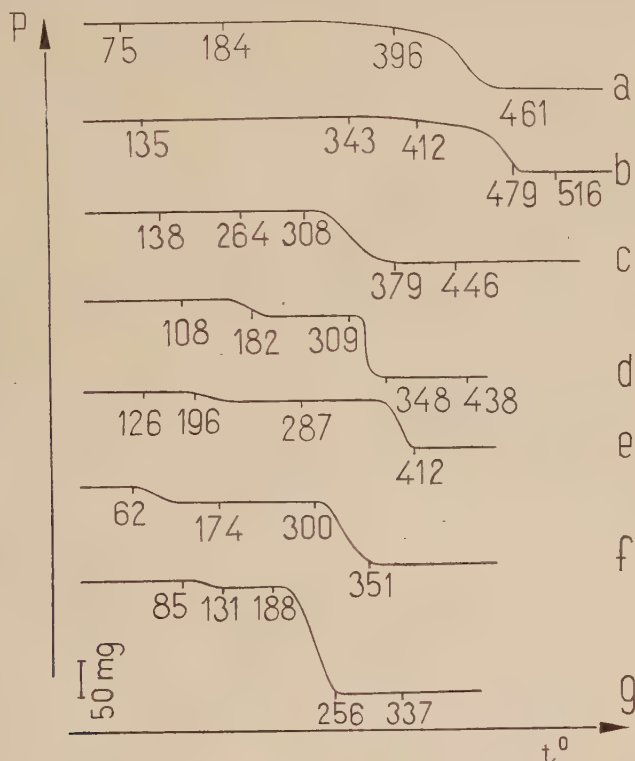 P
75 184 396 461 a
135 343 412 479 516 b
138 264 308 379 446 c
108 182 309 348 438 d
126 196 287 412 e
62 174 300 351 f
85 131 188 256 337 g
50 mg
t°